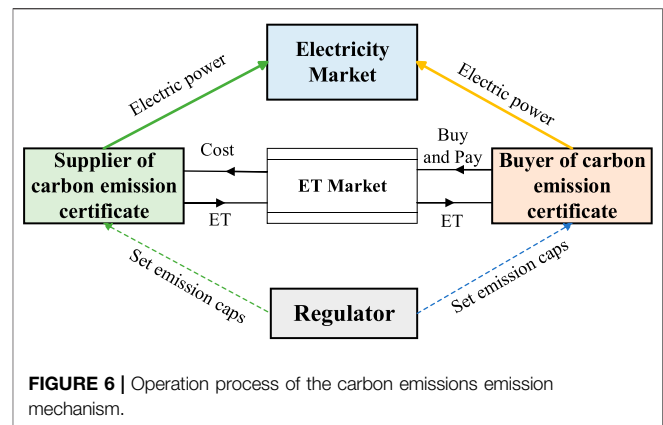 Electricity
Market
Electric power
Electric power
Supplier of
carbon emission
certificate
Cost
ET
ET Market
Buy
and Pay
ET
Buyer of carbon
emission
certificate
Set emission caps
Set emission caps
Regulator
FIGURE 6 | Operation process of the carbon emissions emission
mechanism.